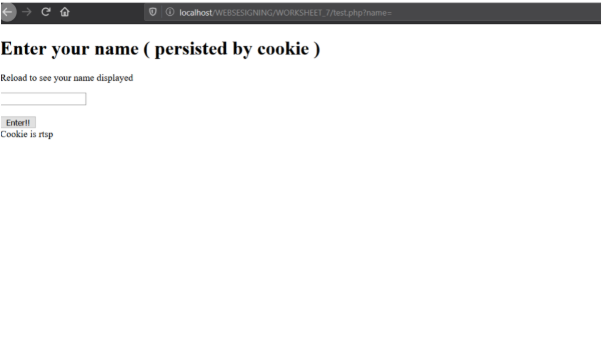 localhost/WEBSESIGNING/WORKSHEET_7/test.php?name=
Enter your name ( persisted by cookie )
Reload to see your name displayed
Enter!!
Cookie is rtsp